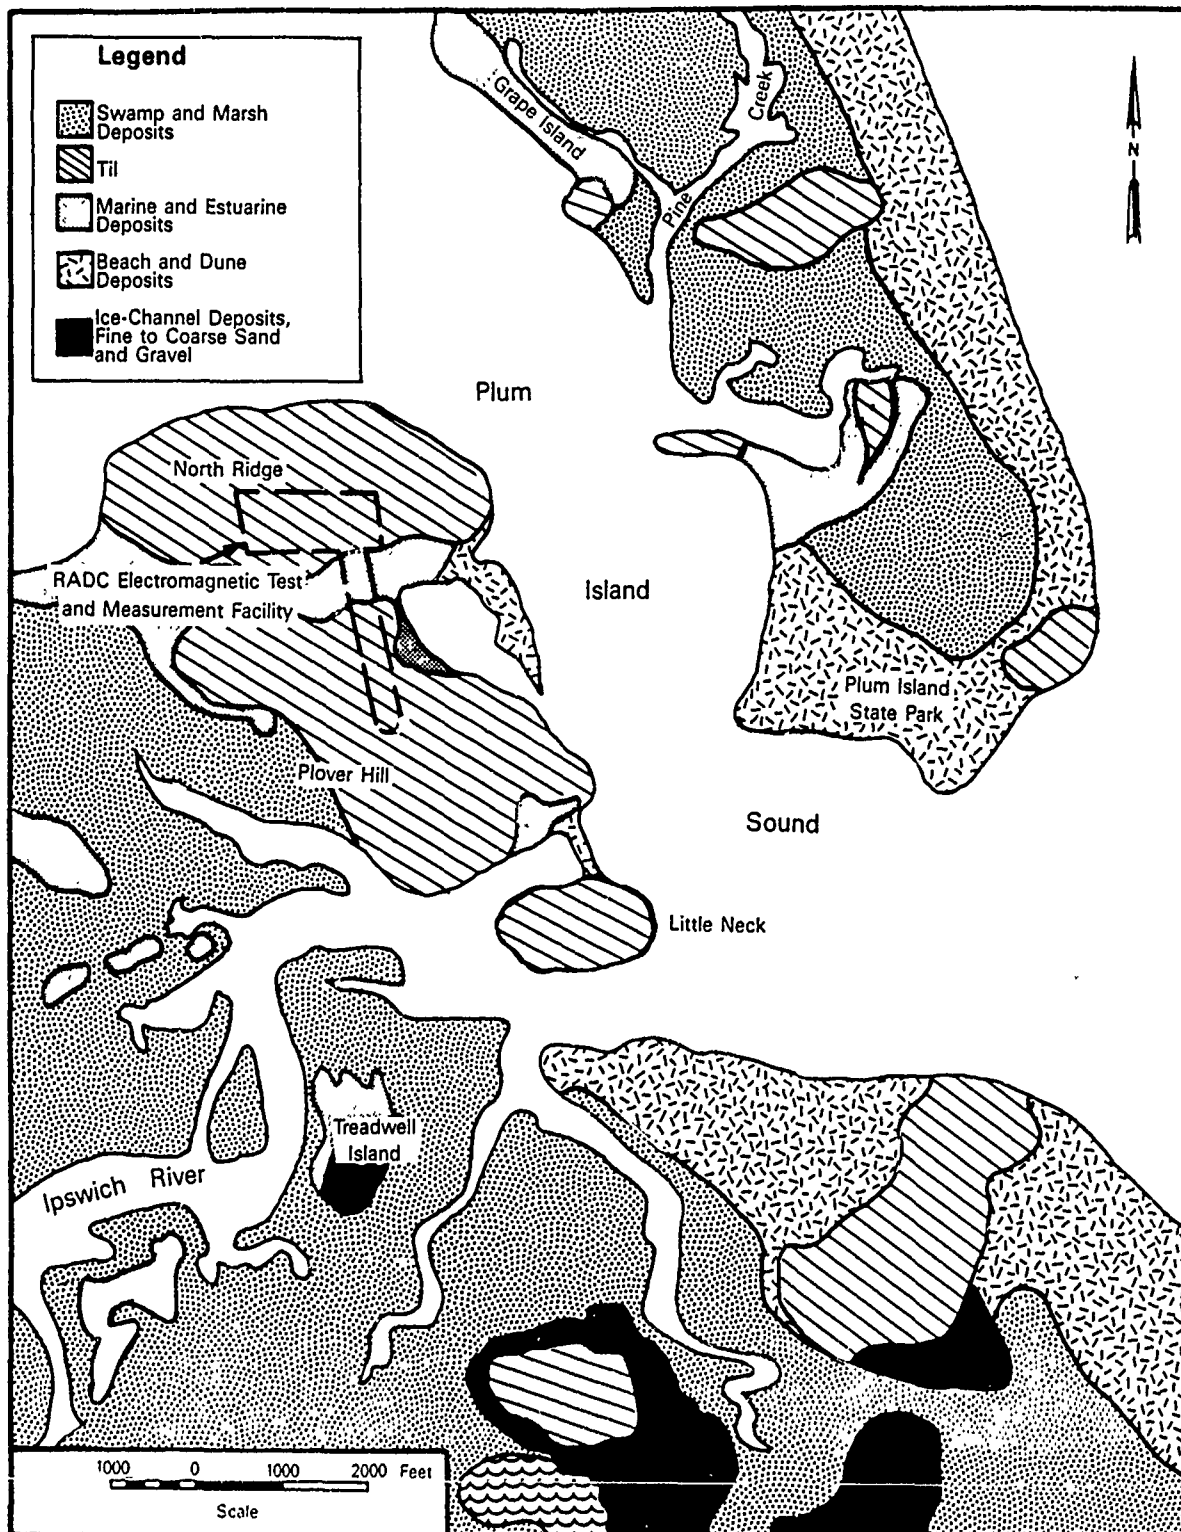 Legend
Swamp and Marsh
Deposits
Til
Marine and Estuarine
Deposits
Beach and Dune
Deposits
Ice-Channel Deposits,
Fine to Coarse Sand
and Gravel
Grape Island
Pine
Creek
N
Plum
Island
Sound
North Ridge
RADC Electromagnetic Test
and Measurement Facility
Plover Hill
Plum Island
State Park
Little Neck
Treadwell
Island
Ipswich River
1000 0 1000 2000 Feet
Scale